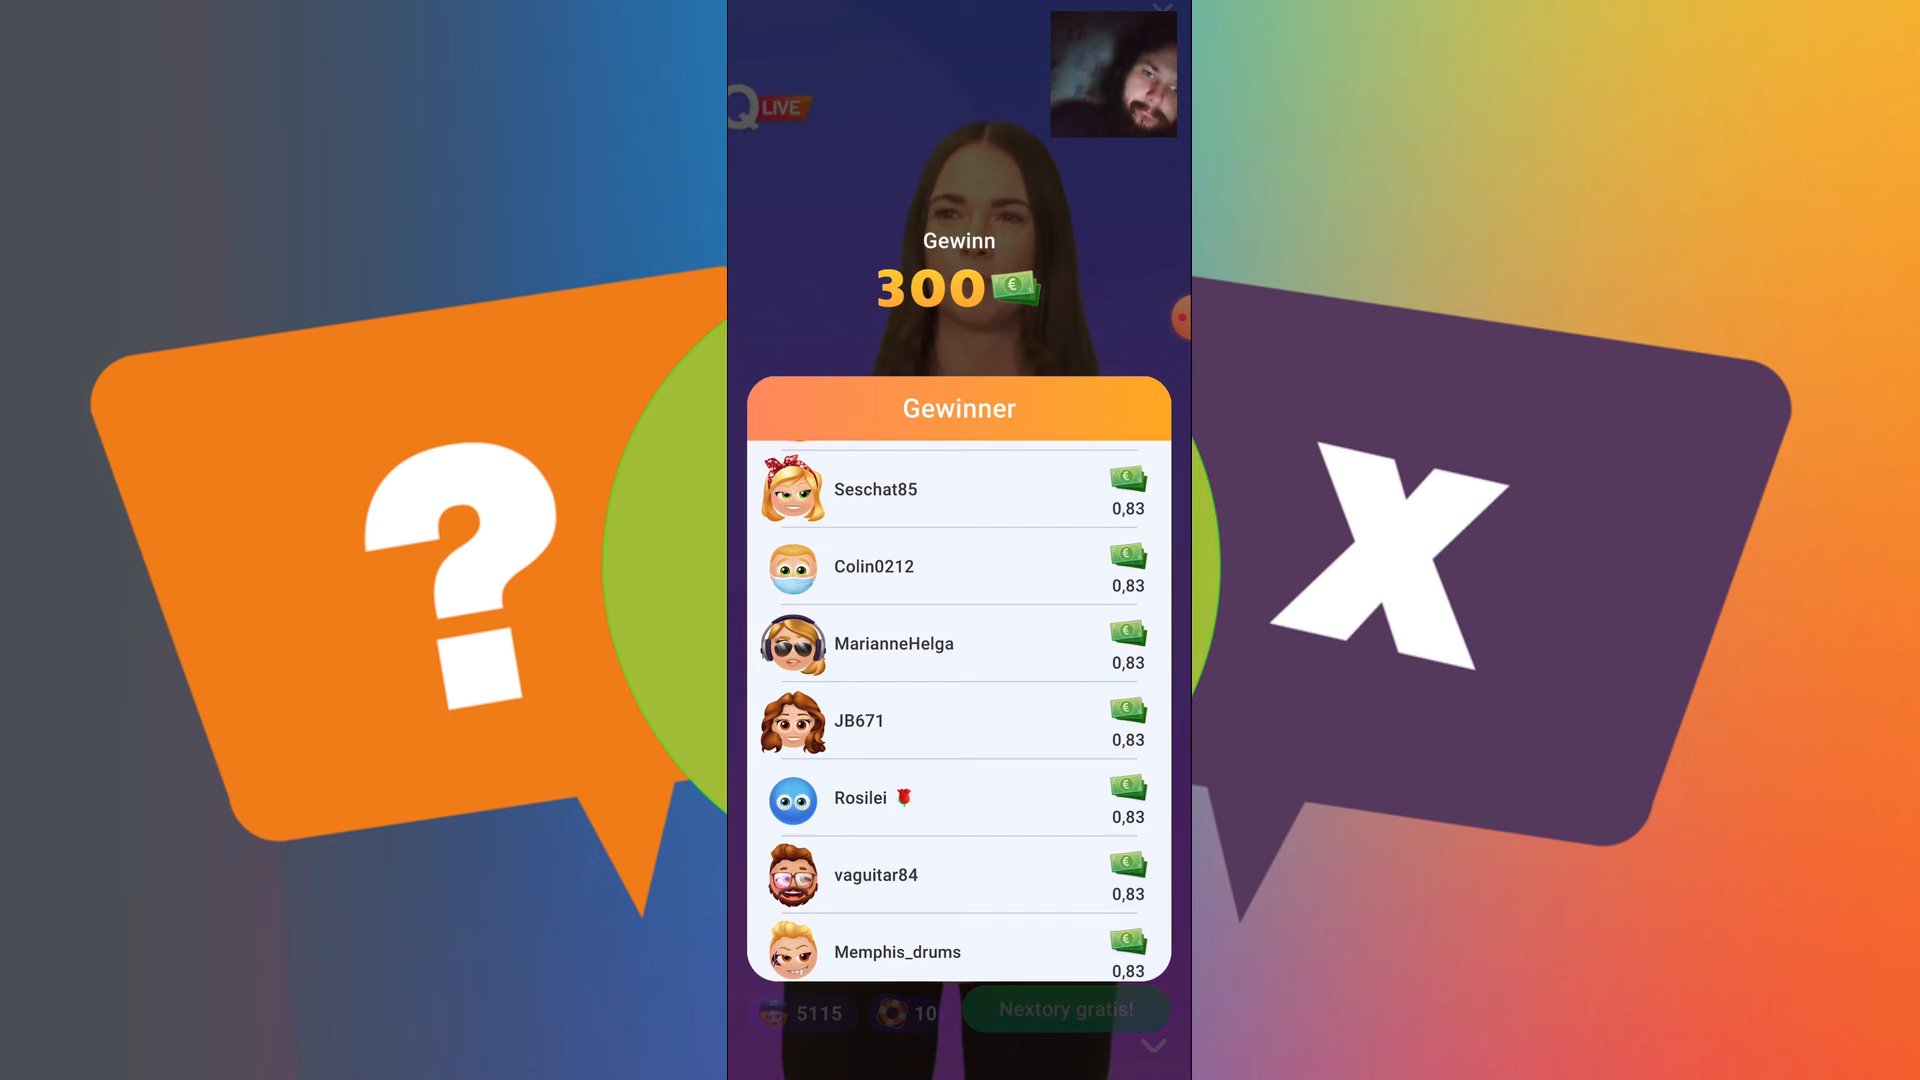 Q LIVE
Gewinn
300
Gewinner
Seschat85
0,83
Colin0212
0,83
MarianneHelga
0,83
JB671
0,83
Rosilei
0,83
vaguitar84
0,83
Memphis_drums
0,83
5115
10
Nextory gratis!
? X